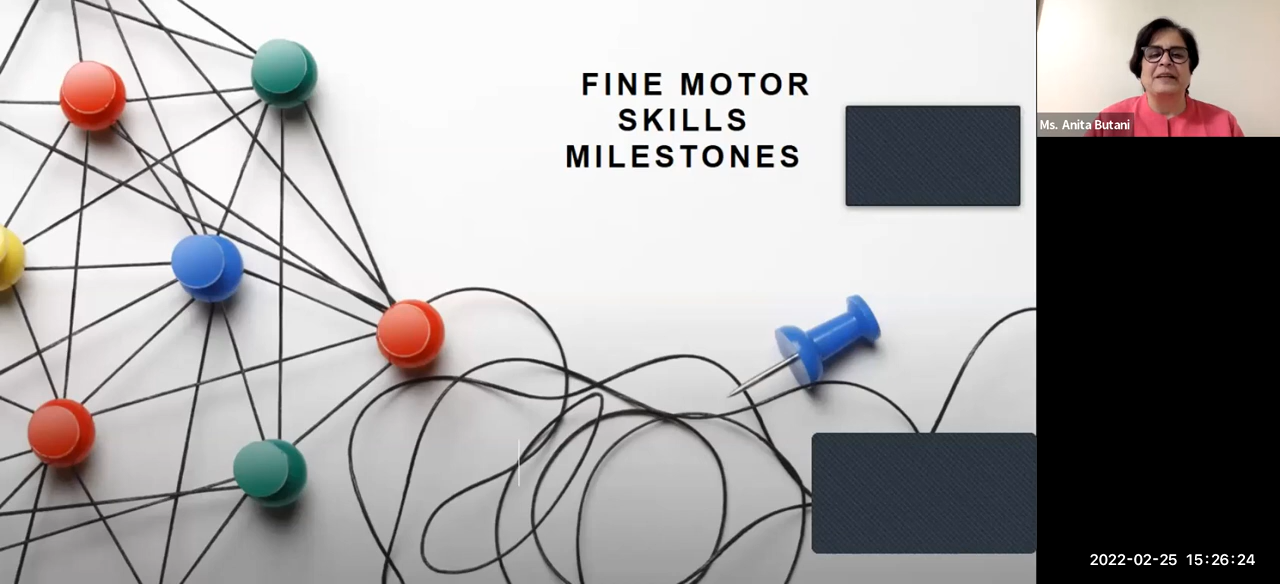 FINE MOTOR
SKILLS
MILESTONES
Ms. Anita Butani
2022-02-25 15:26:24